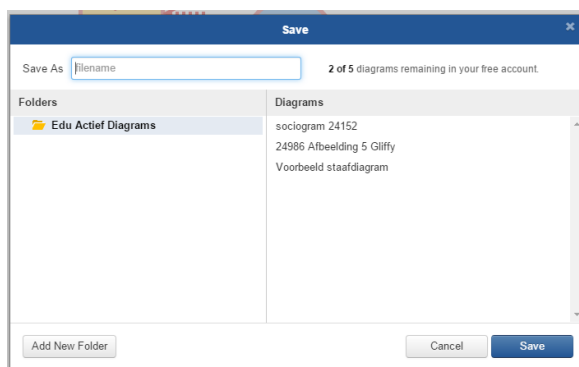 Save
Save As filename 2 of 5 diagrams remaining in your free account.
Folders Diagrams
Edu Actief Diagrams
sociogram 24152
24986 Afbeelding 5 Gliffy
Voorbeeld staafdiagram
Add New Folder Cancel Save